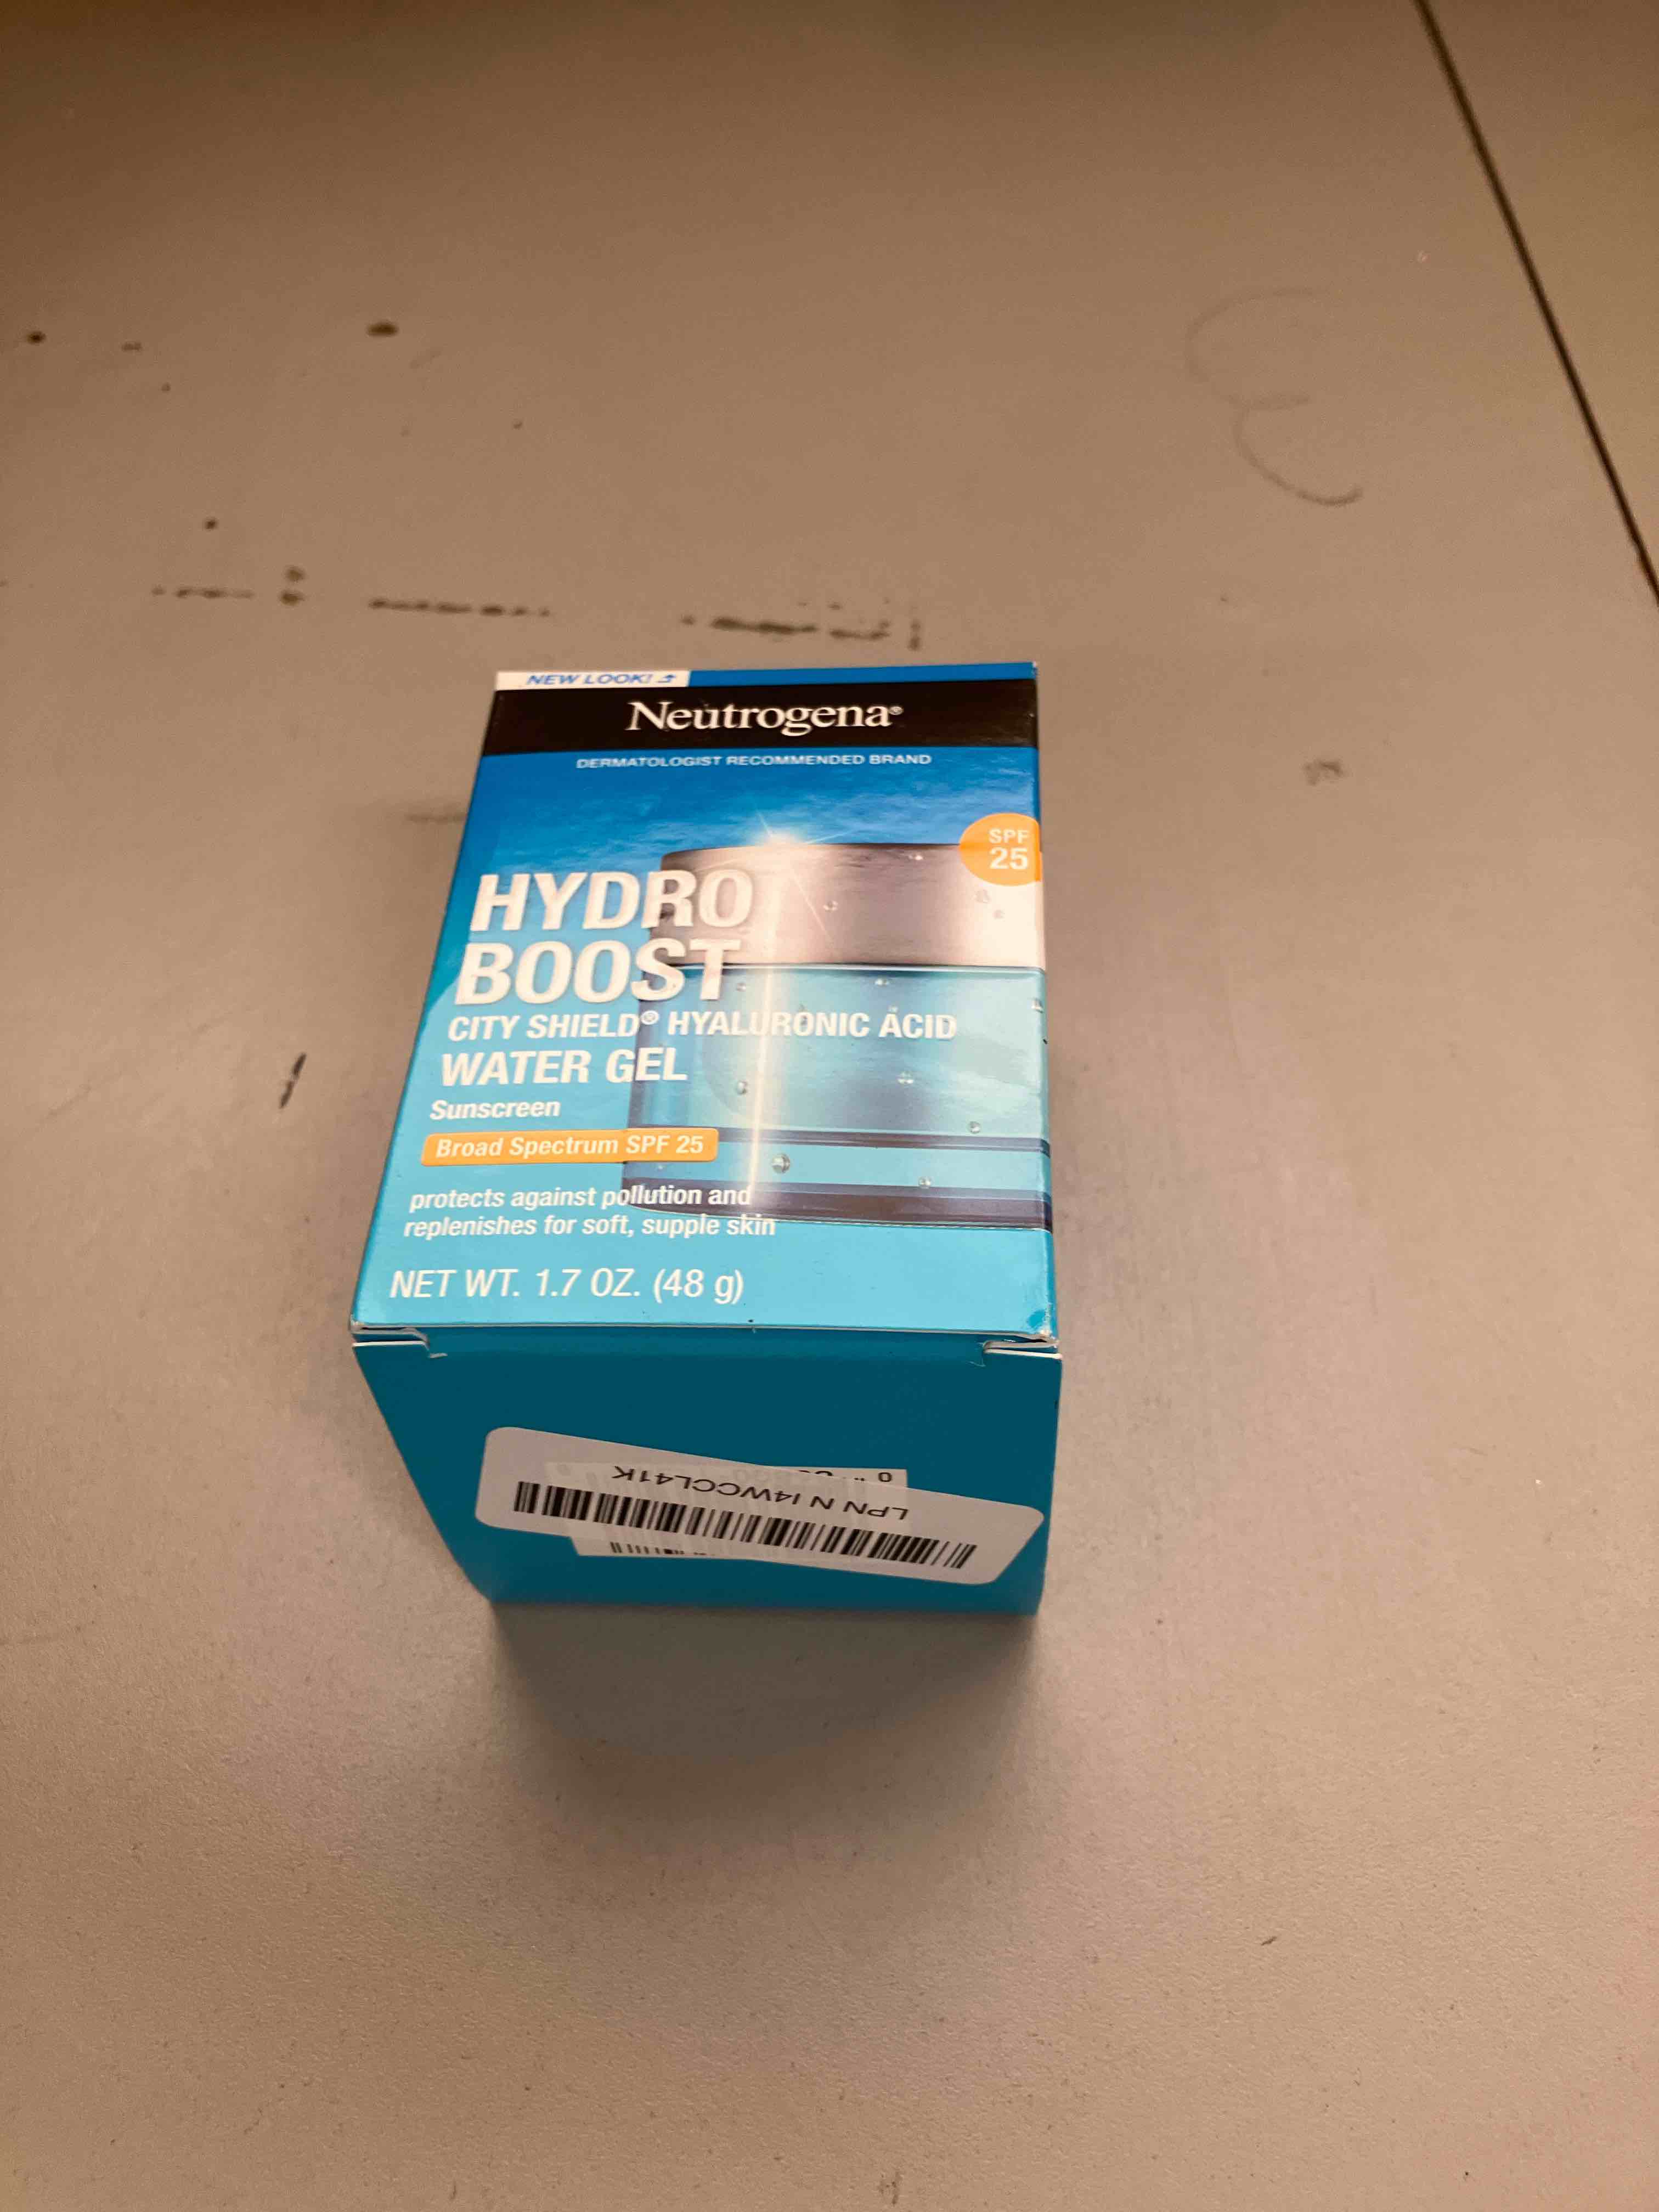 NEW LOOK!
Neutrogena®
DERMATOLOGIST RECOMMENDED BRAND
SPF
25
HYDRO
BOOST
CITY SHIELD® HYALURONIC ACID
WATER GEL
Sunscreen
Broad Spectrum SPF 25
protects against pollution and
replenishes for soft, supple skin
NET WT. 1.7 OZ. (48 g)
LPN N I4WCCL41K